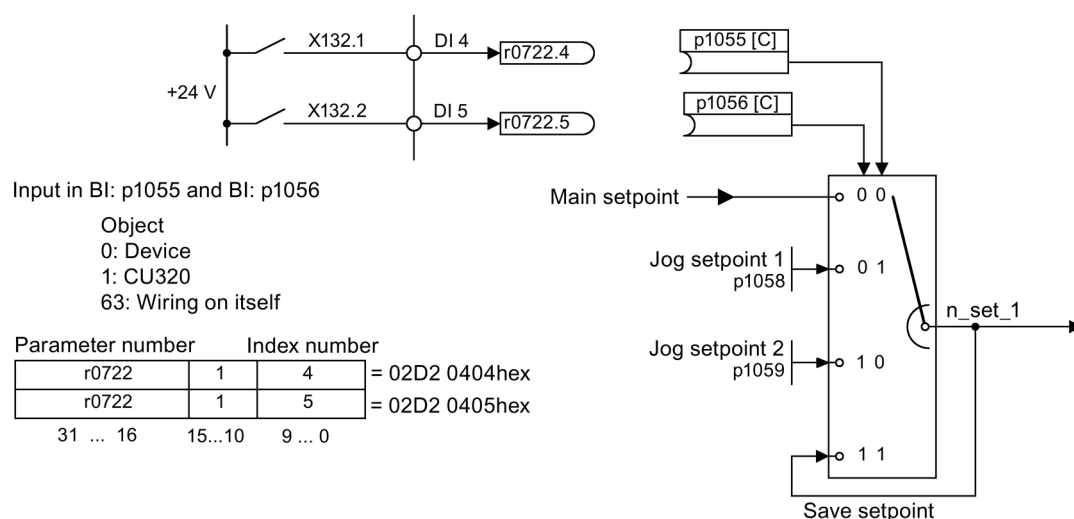 X132.1 DI 4 r0722.4
+24 V
X132.2 DI 5 r0722.5
Input in BI: p1055 and BI: p1056
Object
0: Device
1: CU320
63: Wiring on itself
Parameter number Index number
r0722 1 4 = 02D2 0404hex
r0722 1 5 = 02D2 0405hex
31 ... 16 15...10 9 ... 0
p1055 [C]
p1056 [C]
Main setpoint 0 0
Jog setpoint 1 0 1
p1058
n_set_1
Jog setpoint 2 1 0
p1059
1 1
Save setpoint